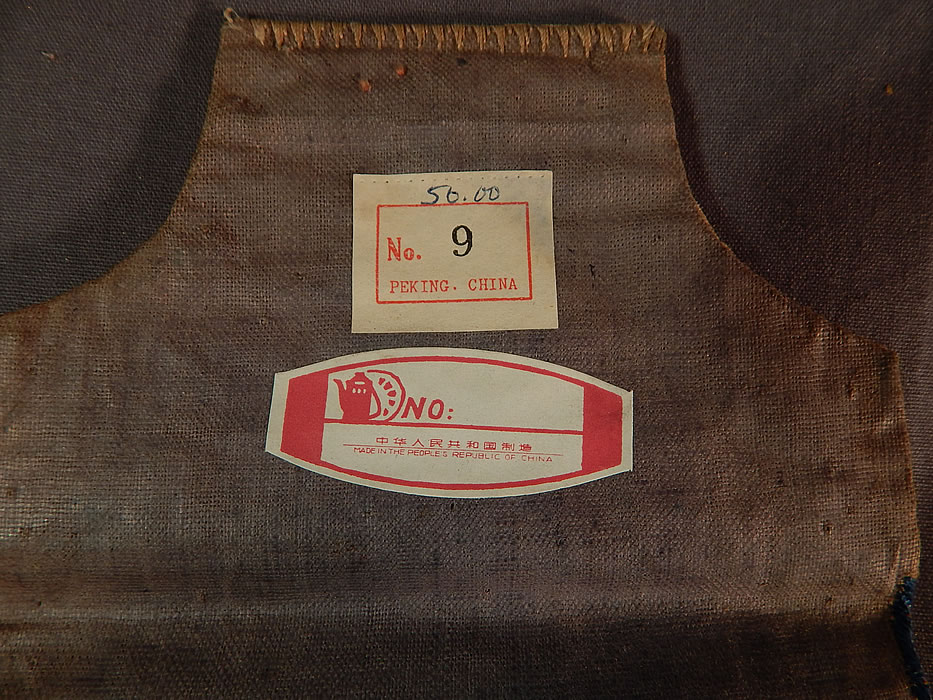 50.00
No. 9
PEKING. CHINA
NO:
中华人民共和国制造
MADE IN THE PEOPLE'S REPUBLIC OF CHINA